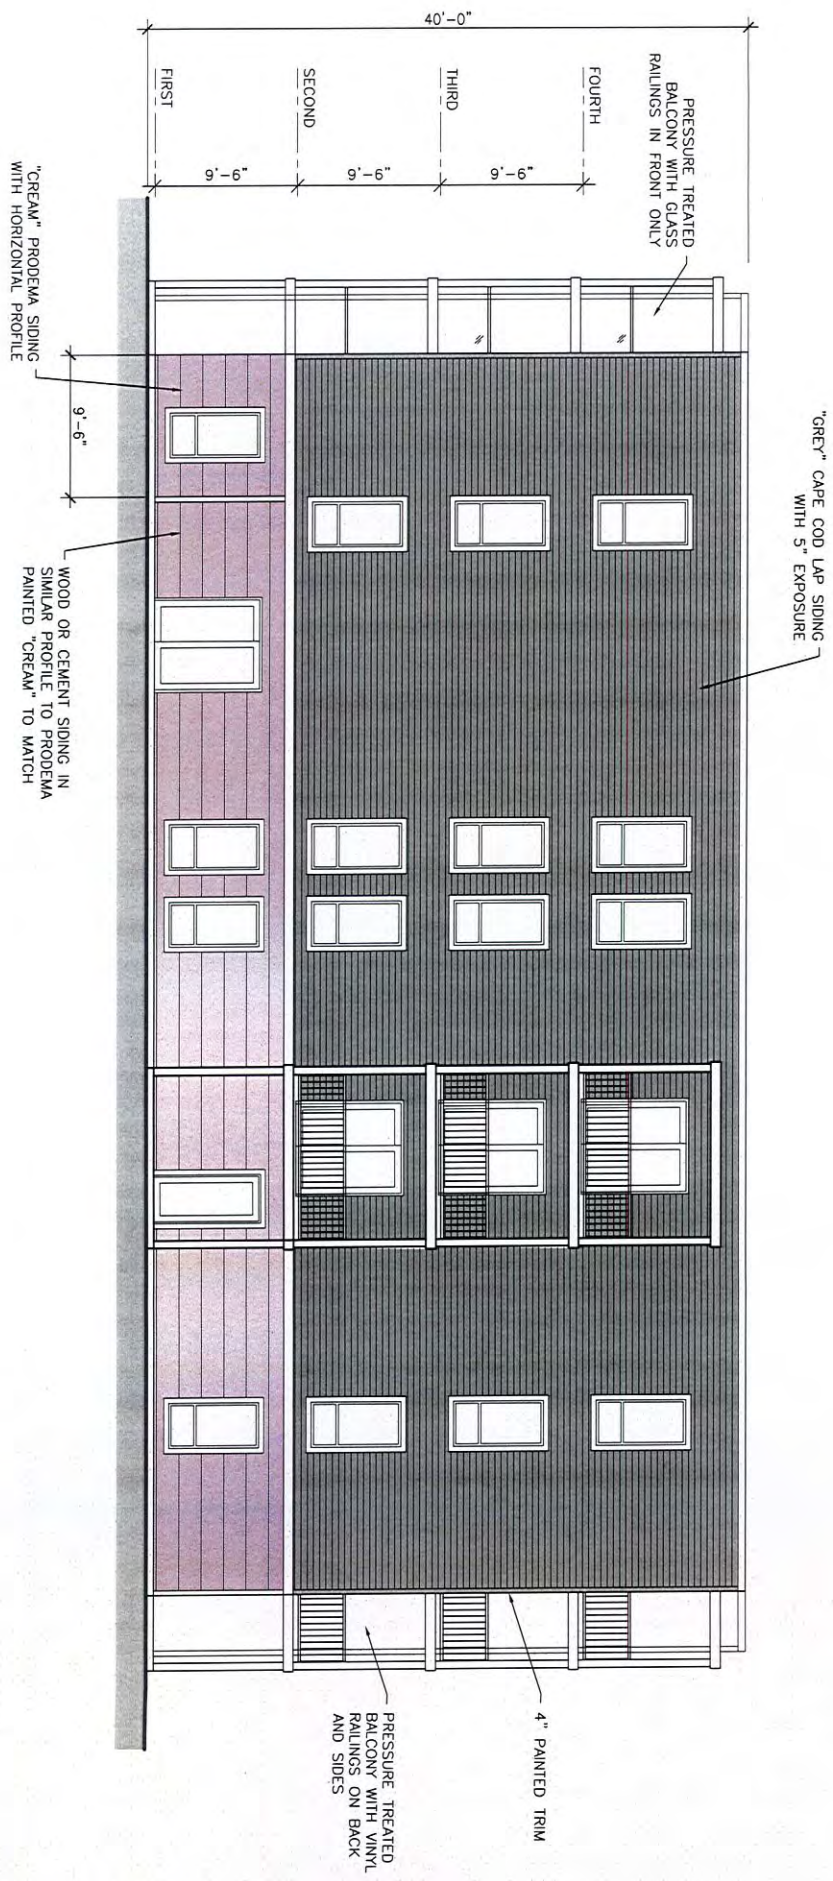 40'-0"
FOURTH
THIRD
SECOND
FIRST
9'-6"
9'-6"
9'-6"
PRESSURE TREATED
BALCONY WITH GLASS
RAILINGS IN FRONT ONLY
"GREY" CAPE COD LAP SIDING
WITH 5" EXPOSURE
4" PAINTED TRIM
PRESSURE TREATED
BALCONY WITH VINYL
RAILINGS ON BACK
AND SIDES
"CREAM" PRODEMA SIDING
WITH HORIZONTAL PROFILE
9'-6"
WOOD OR CEMENT SIDING IN
SIMILAR PROFILE TO PRODEMA
PAINTED "CREAM" TO MATCH